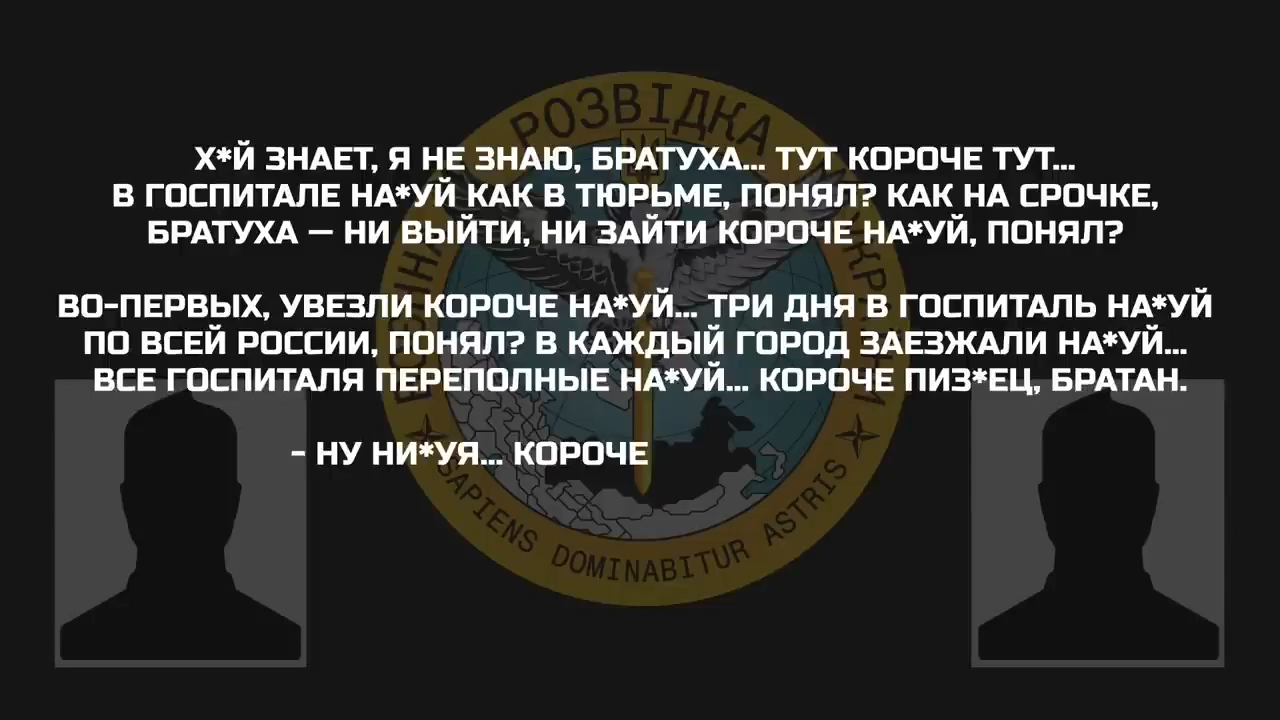 РОЗВІДКА
Х*Й ЗНАЕТ, Я НЕ ЗНАЮ, БРАТУХА... ТУТ КОРОЧЕ ТУТ...
В ГОСПИТАЛЕ НА*УЙ КАК В ТЮРЬМЕ, ПОНЯЛ? КАК НА СРОЧКЕ,
БРАТУХА — НИ ВЫЙТИ, НИ ЗАЙТИ КОРОЧЕ НА*УЙ, ПОНЯЛ?
ВО-ПЕРВЫХ, УВЕЗЛИ КОРОЧЕ НА*УЙ... ТРИ ДНЯ В ГОСПИТАЛЬ НА*УЙ
ПО ВСЕЙ РОССИИ, ПОНЯЛ? В КАЖДЫЙ ГОРОД ЗАЕЗЖАЛИ НА*УЙ...
ВСЕ ГОСПИТАЛЯ ПЕРЕПОЛНЫЕ НА*УЙ... КОРОЧЕ ПИЗ*ЕЦ, БРАТАН.
- НУ НИ*УЯ... КОРОЧЕ
SAPIENS DOMINABITUR ASTRIS